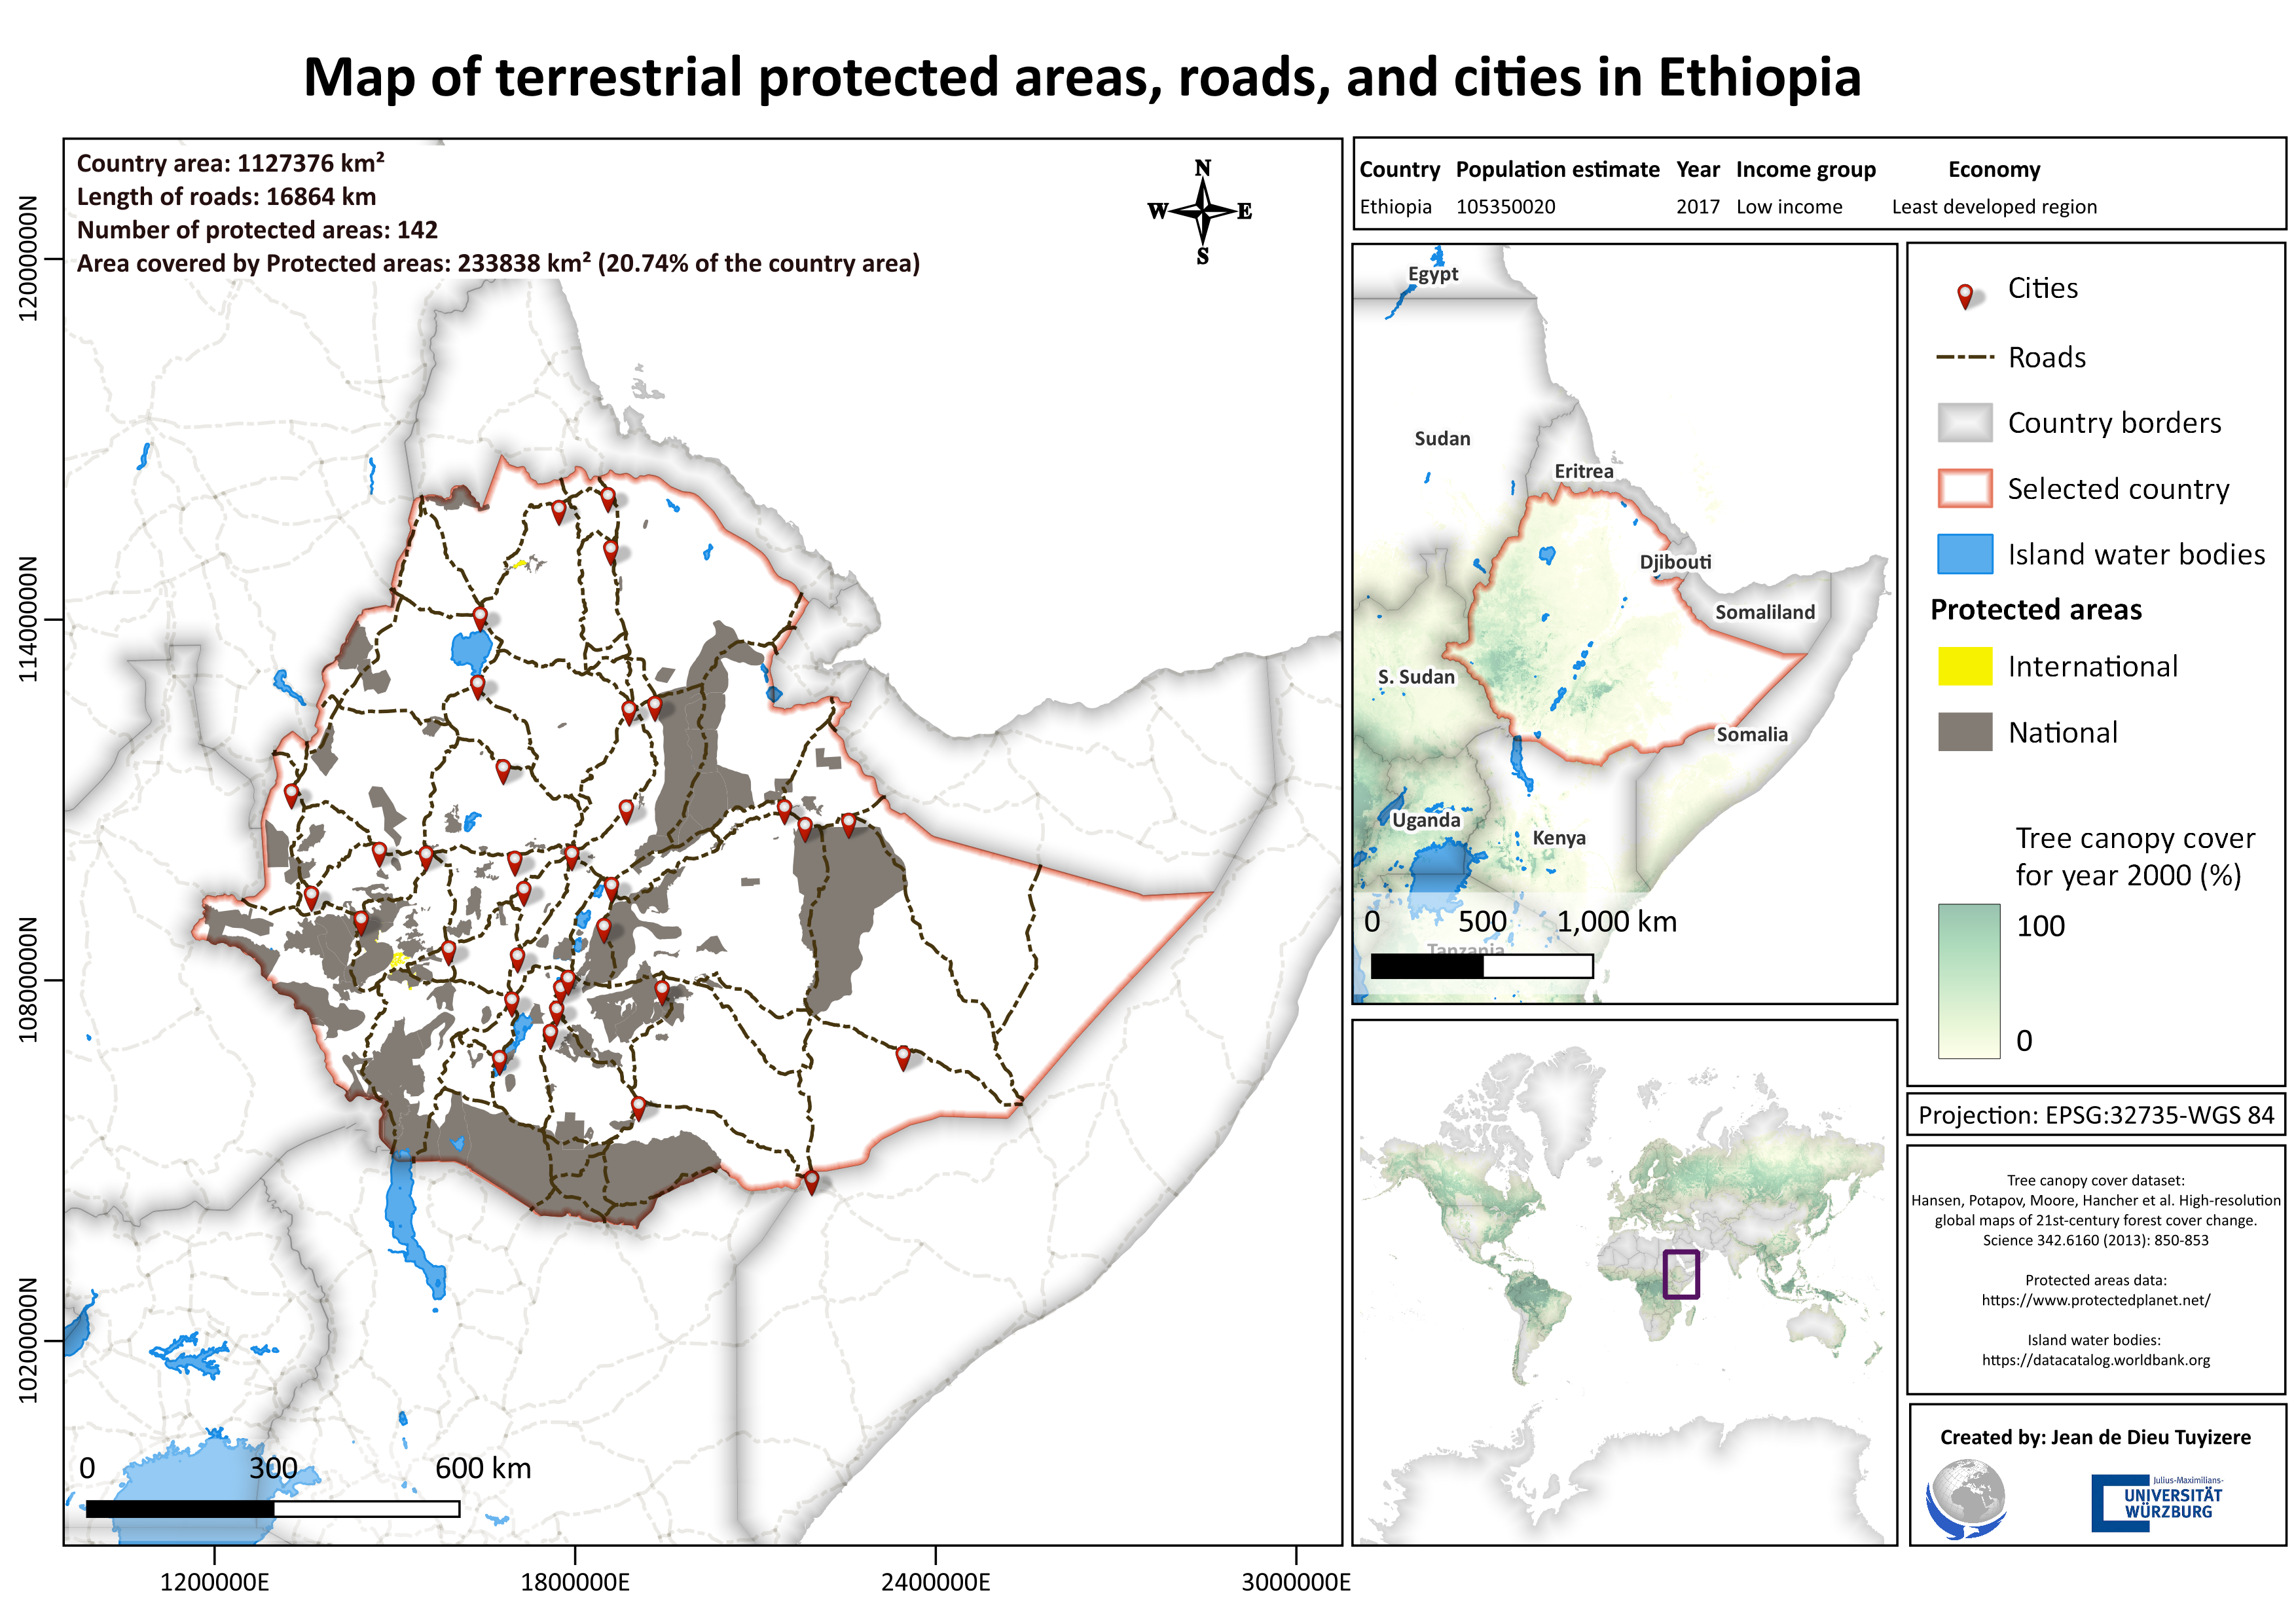 Map of terrestrial protected areas, roads, and cities in Ethiopia
Country area: 1127376 km²
Length of roads: 16864 km
Number of protected areas: 142
Area covered by Protected areas: 233838 km² (20.74% of the country area)
N
W E
S
12000000N
11400000N
10800000N
10200000N
0 300 600 km
1200000E 1800000E 2400000E 3000000E
Country Population estimate Year Income group Economy
Ethiopia 105350020 2017 Low income Least developed region
Egypt
Sudan
Eritrea
Djibouti
Somaliland
S. Sudan
Somalia
Uganda
Kenya
0 500 1,000 km
Tanzania
Cities
Roads
Country borders
Selected country
Island water bodies
Protected areas
International
National
Tree canopy cover
for year 2000 (%)
100
0
Projection: EPSG:32735-WGS 84
Tree canopy cover dataset:
Hansen, Potapov, Moore, Hancher et al. High-resolution
global maps of 21st-century forest cover change.
Science 342.6160 (2013): 850-853
Protected areas data:
https://www.protectedplanet.net/
Island water bodies:
https://datacatalog.worldbank.org
Created by: Jean de Dieu Tuyizere
Julius-Maximilians-
UNIVERSITÄT
WÜRZBURG